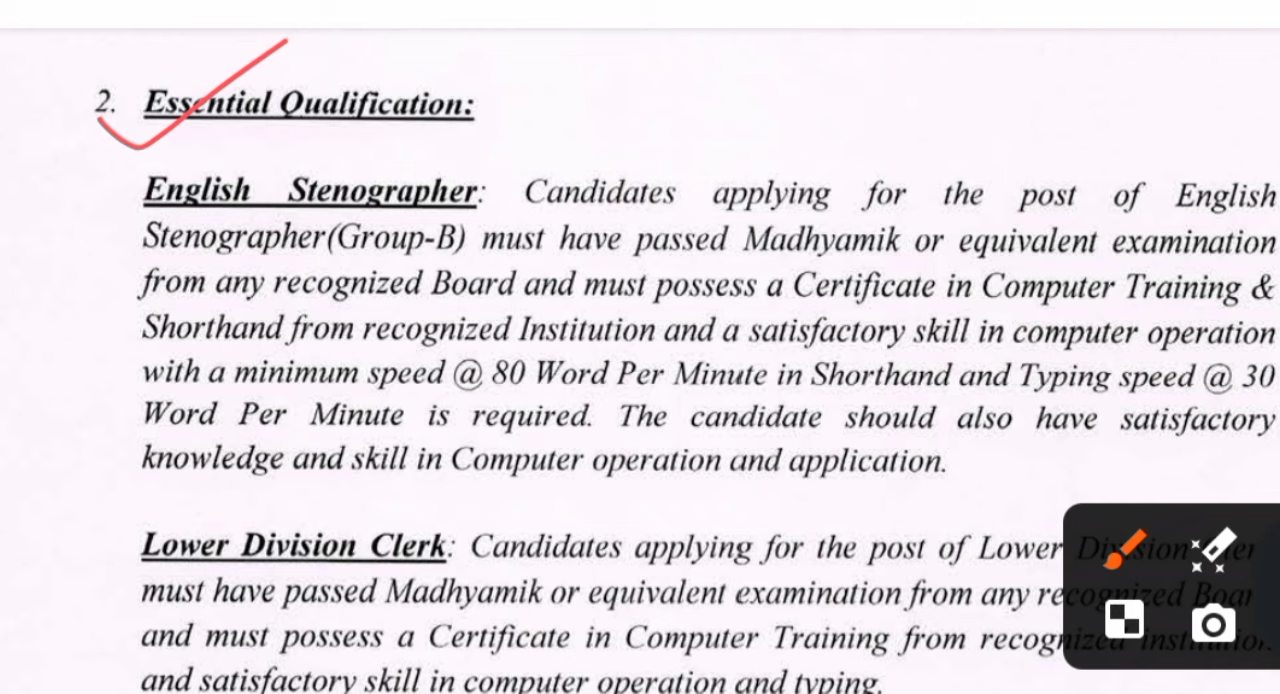 2. Essential Qualification:
English Stenographer: Candidates applying for the post of English
Stenographer(Group-B) must have passed Madhyamik or equivalent examination
from any recognized Board and must possess a Certificate in Computer Training &
Shorthand from recognized Institution and a satisfactory skill in computer operation
with a minimum speed @ 80 Word Per Minute in Shorthand and Typing speed @ 30
Word Per Minute is required. The candidate should also have satisfactory
knowledge and skill in Computer operation and application.
Lower Division Clerk: Candidates applying for the post of Lower Division
must have passed Madhyamik or equivalent examination from any recognized
and must possess a Certificate in Computer Training from recognized
and satisfactory skill in computer operation and typing.